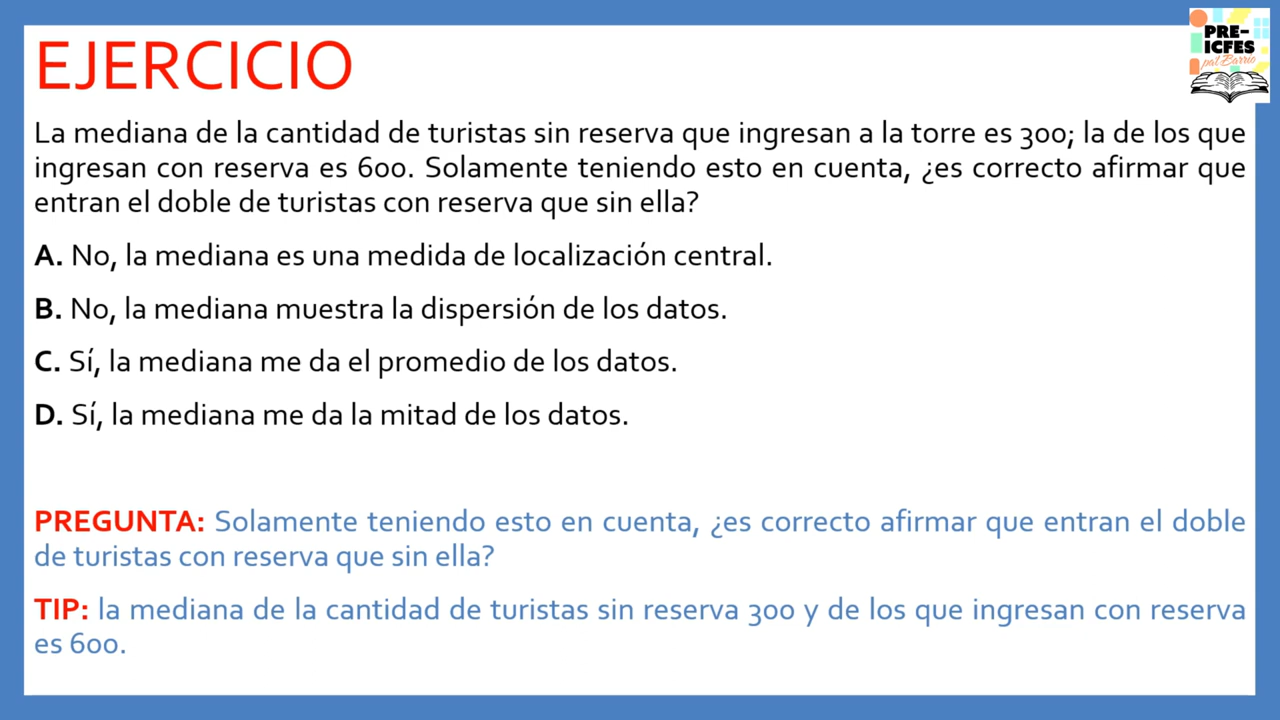 PRE-
ICFES
pal Barrio
EJERCICIO
La mediana de la cantidad de turistas sin reserva que ingresan a la torre es 300; la de los que
ingresan con reserva es 600. Solamente teniendo esto en cuenta, ¿es correcto afirmar que
entran el doble de turistas con reserva que sin ella?
A. No, la mediana es una medida de localización central.
B. No, la mediana muestra la dispersión de los datos.
C. Sí, la mediana me da el promedio de los datos.
D. Sí, la mediana me da la mitad de los datos.
PREGUNTA: Solamente teniendo esto en cuenta, ¿es correcto afirmar que entran el doble
de turistas con reserva que sin ella?
TIP: la mediana de la cantidad de turistas sin reserva 300 y de los que ingresan con reserva
es 600.